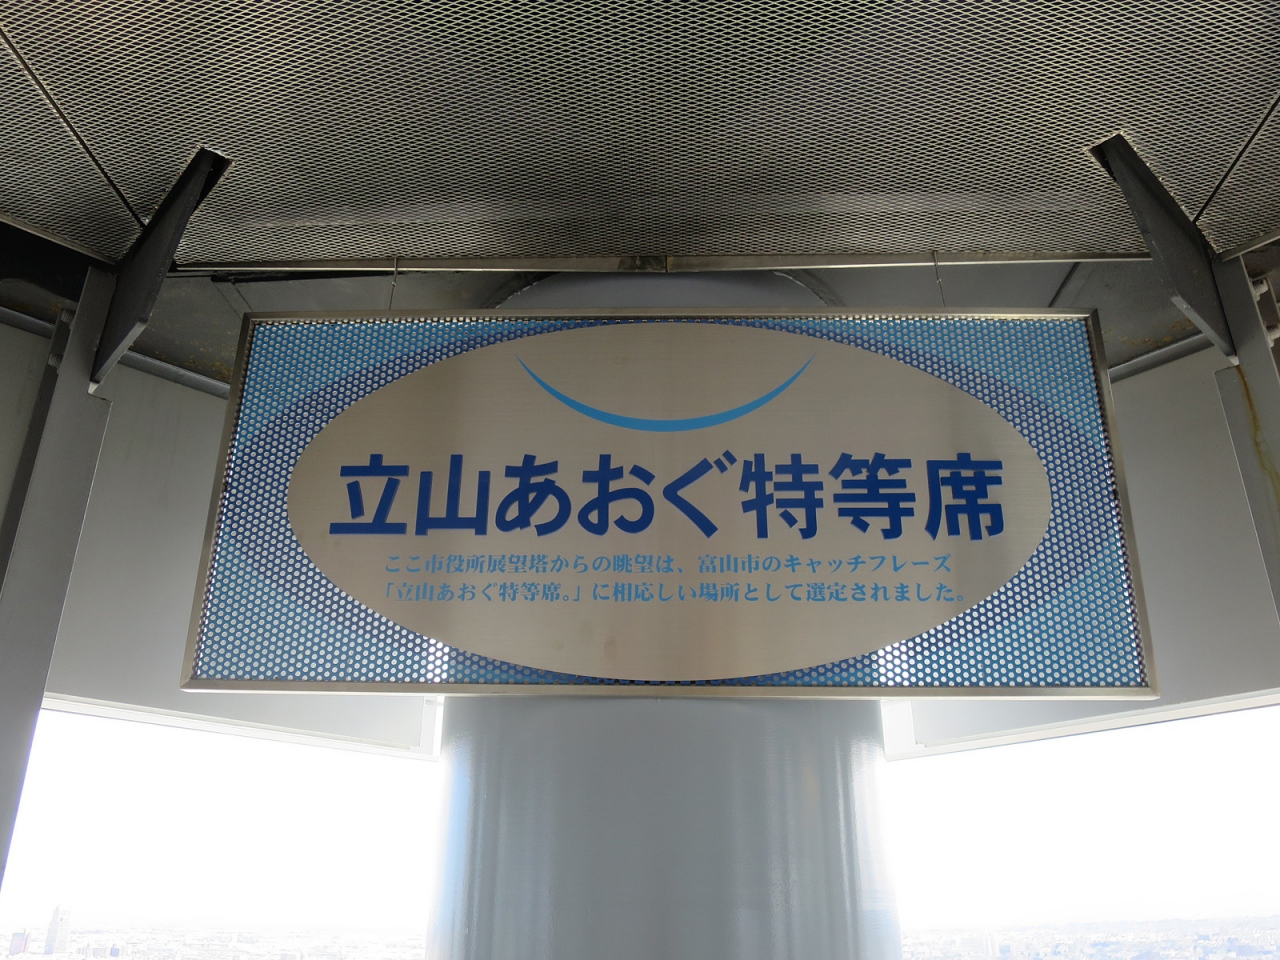 立山あおぐ特等席
ここ市役所展望塔からの眺望は、富山市のキャッチフレーズ
「立山あおぐ特等席。」に相応しい場所として選定されました。